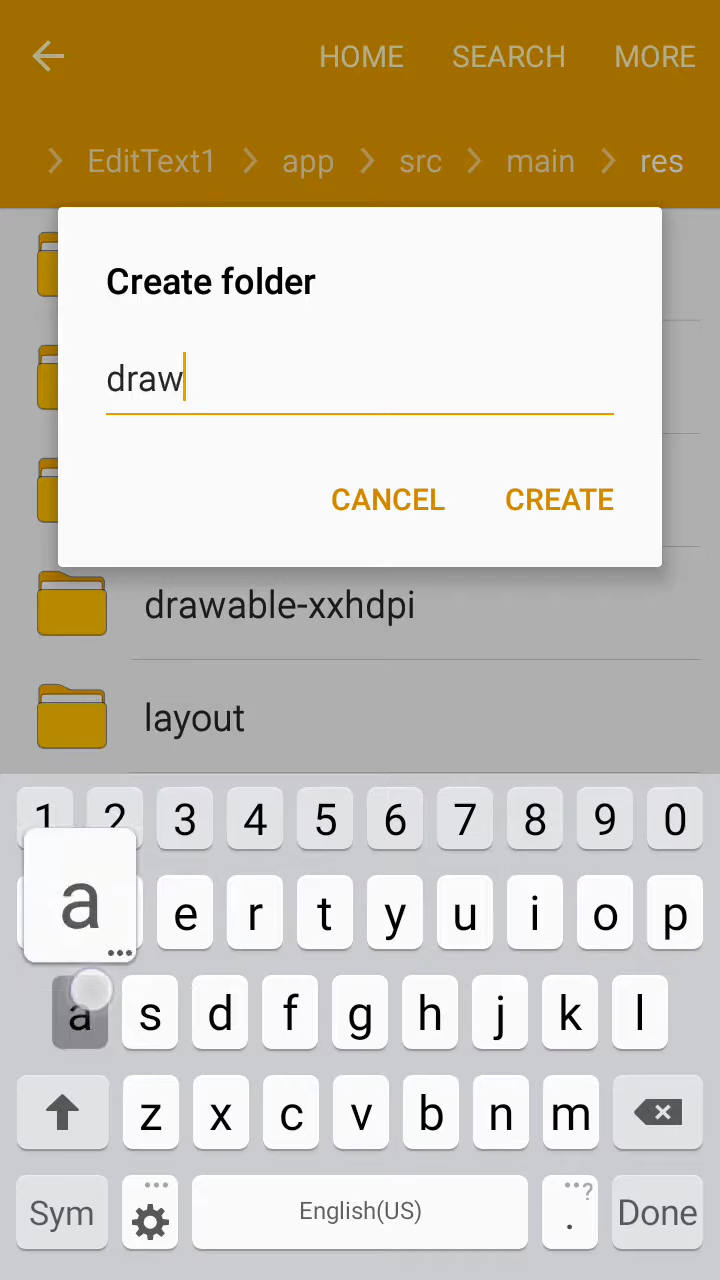 HOME SEARCH MORE
EditText1 app src main res
Create folder
draw
CANCEL CREATE
drawable-xxhdpi
layout
1 2 3 4 5 6 7 8 9 0
a
e r t y u i o p
a s d f g h j k l
z x c v b n m
Sym English(US) . ? Done